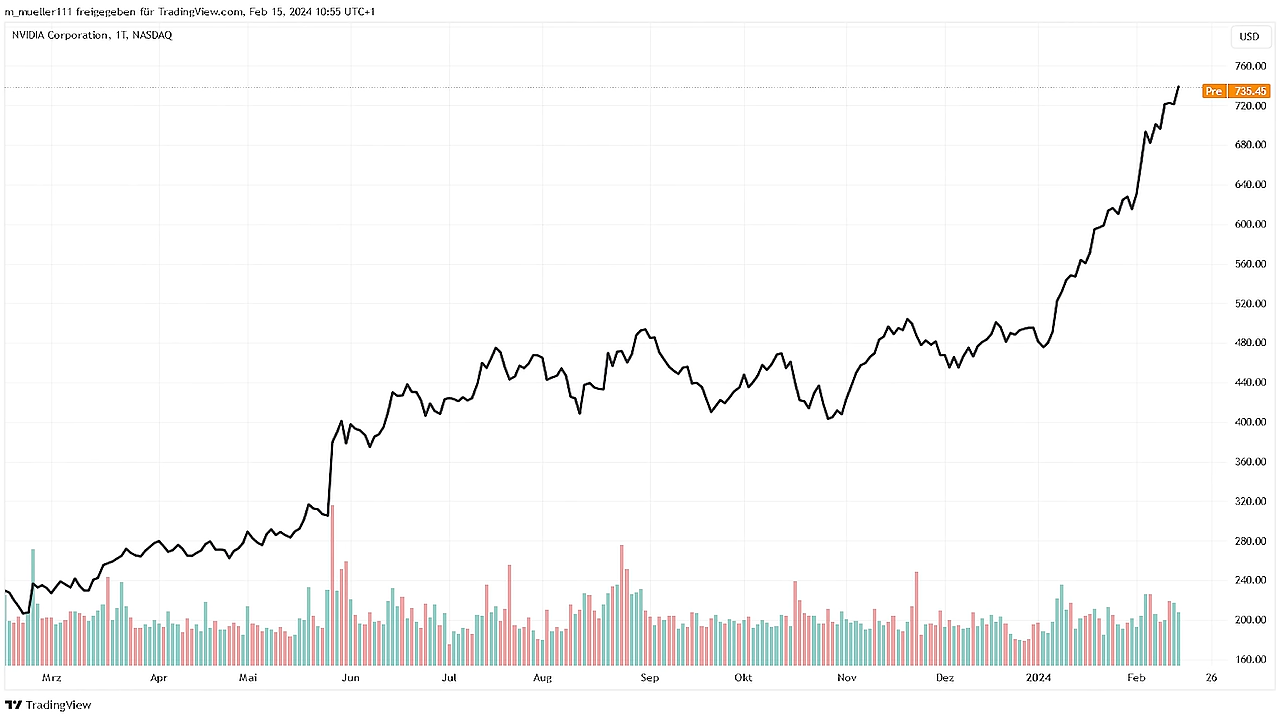 m_mueller111 freigegeben für TradingView.com, Feb 15, 2024 10:55 UTC+1
NVIDIA Corporation, 1T, NASDAQ
USD
760.00
Pre 735.45
720.00
680.00
640.00
600.00
560.00
520.00
480.00
440.00
400.00
360.00
320.00
280.00
240.00
200.00
160.00
Mrz Apr Mai Jun Jul Aug Sep Okt Nov Dez 2024 Feb 26
TradingView